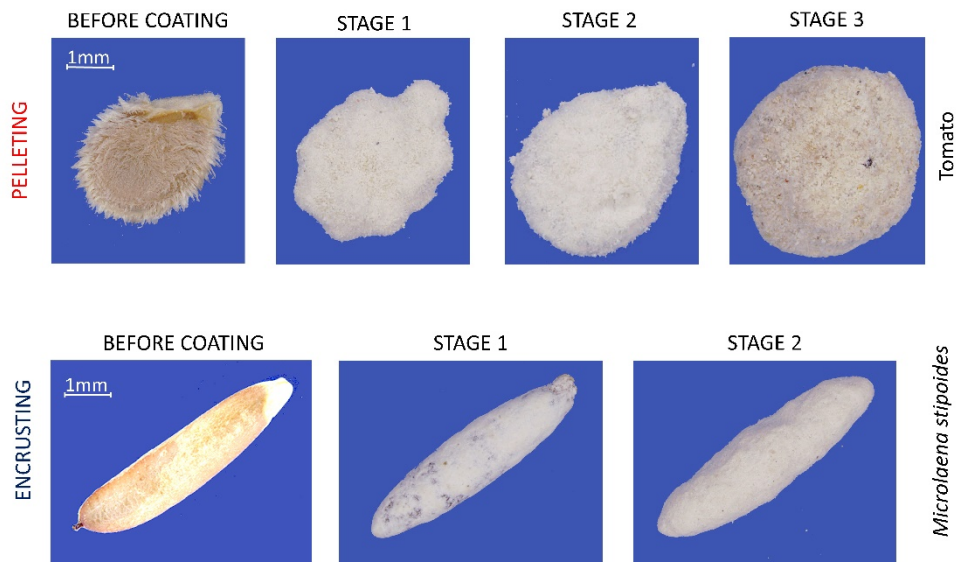 BEFORE COATING
STAGE 1
STAGE 2
STAGE 3
1mm
PELLETING
Tomato
BEFORE COATING
STAGE 1
STAGE 2
1mm
ENCRUSTING
Microlaena stipoides